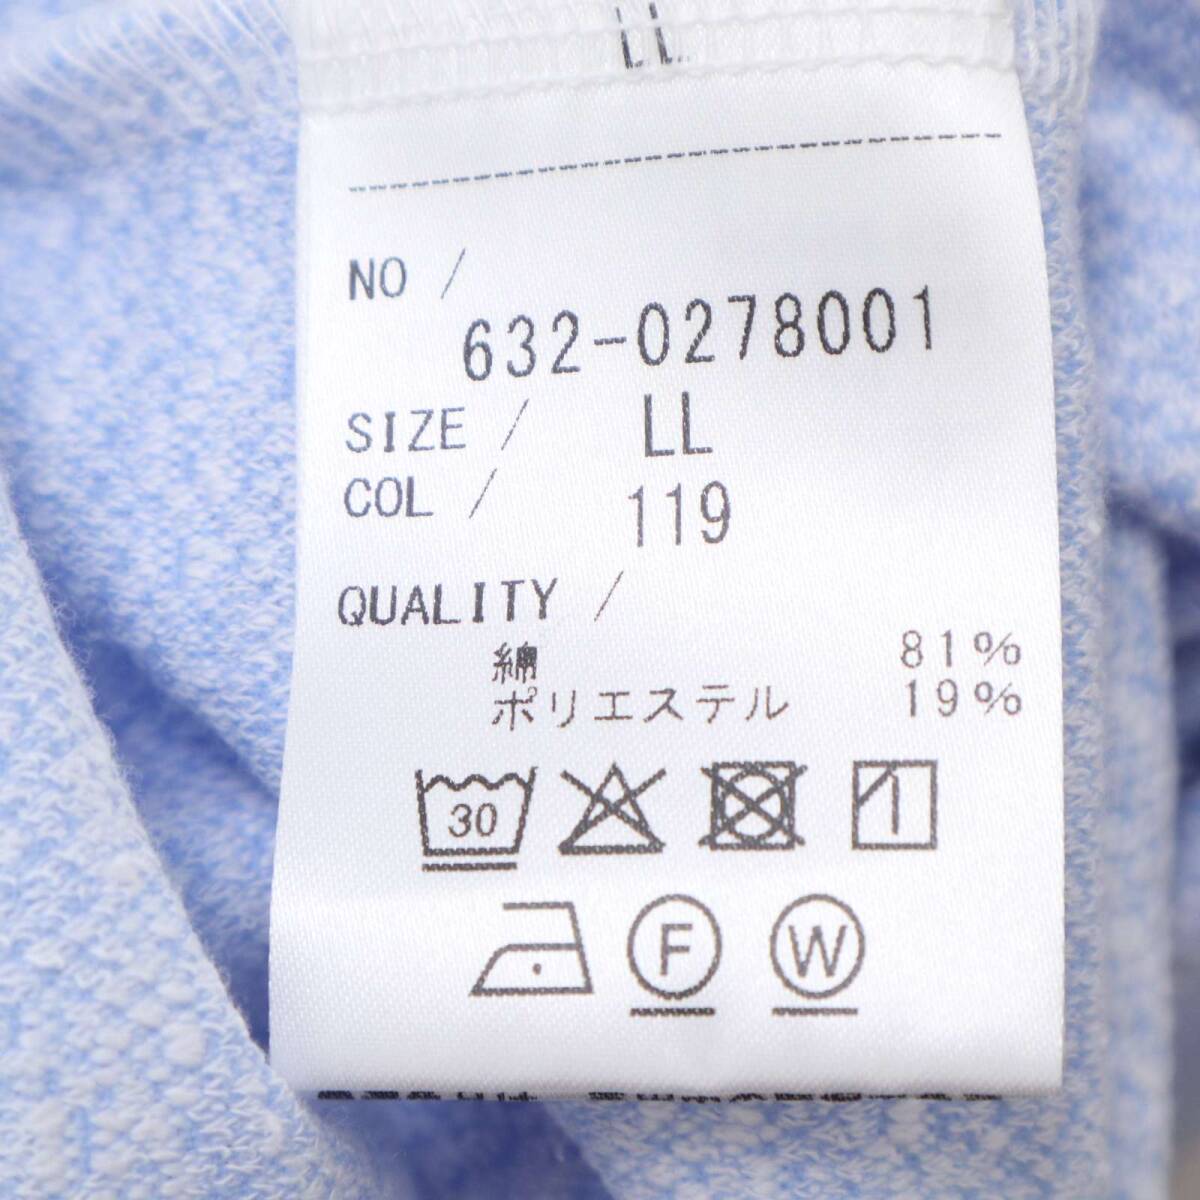 LL
NO /
632-0278001
SIZE / LL
COL / 119
QUALITY /
綿 81%
ポリエステル 19%
30
F W